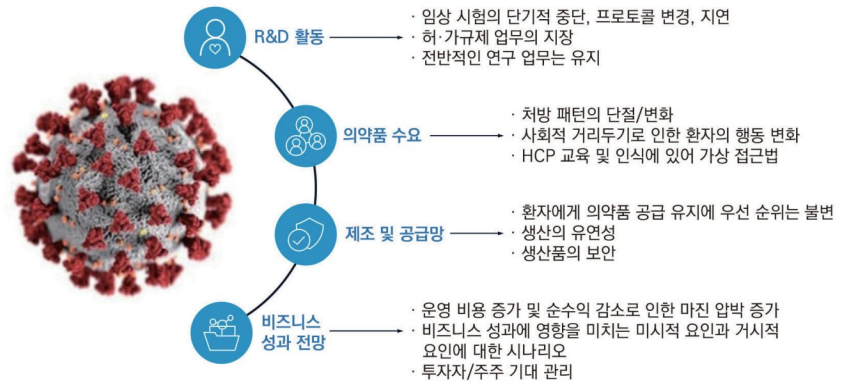 R&D 활동
· 임상 시험의 단기적 중단, 프로토콜 변경, 지연
· 허·가규제 업무의 지장
· 전반적인 연구 업무는 유지
의약품 수요
· 처방 패턴의 단절/변화
· 사회적 거리두기로 인한 환자의 행동 변화
· HCP 교육 및 인식에 있어 가상 접근법
제조 및 공급망
· 환자에게 의약품 공급 유지에 우선 순위는 불변
· 생산의 유연성
· 생산품의 보안
비즈니스
성과 전망
· 운영 비용 증가 및 순수익 감소로 인한 마진 압박 증가
· 비즈니스 성과에 영향을 미치는 미시적 요인과 거시적
요인에 대한 시나리오
· 투자자/주주 기대 관리